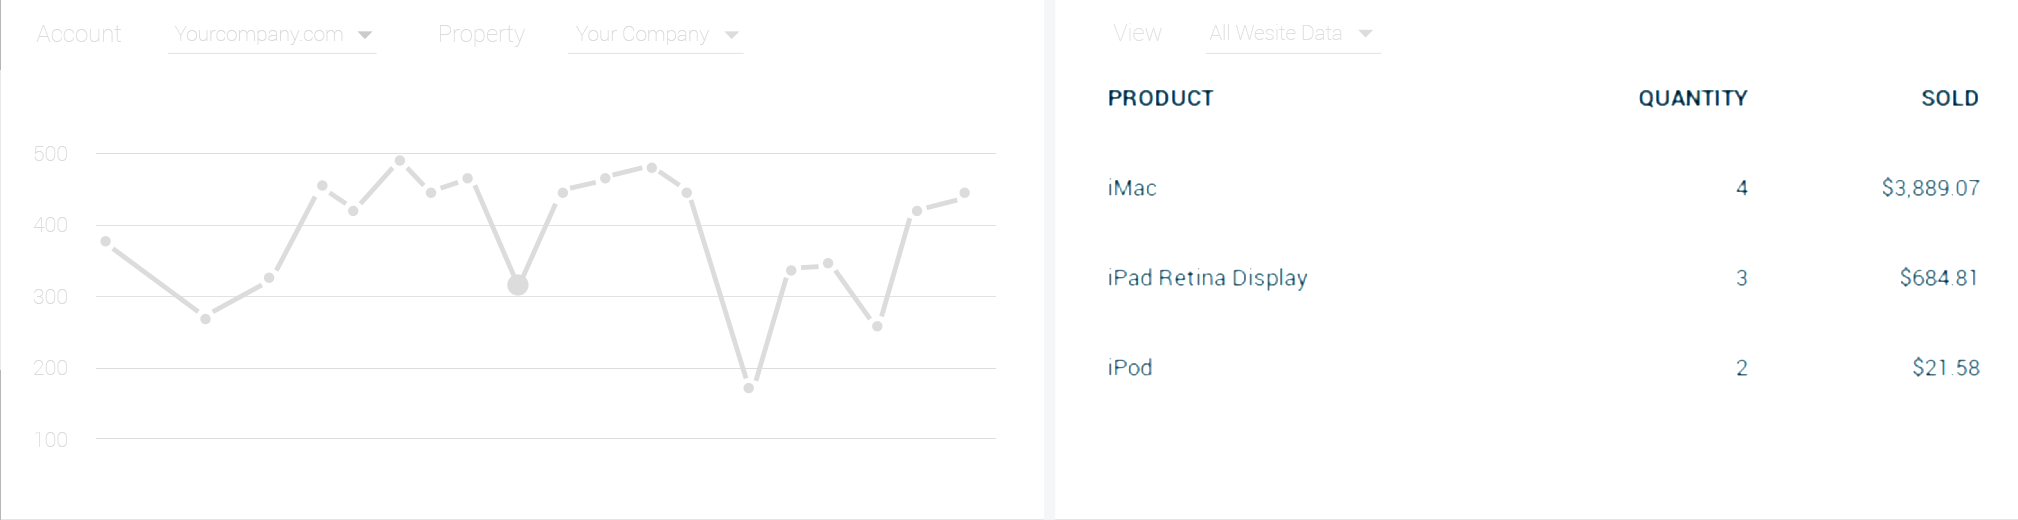 Account Yourcompany.com Property Your Company
500
400
300
200
100
View All Wesite Data
PRODUCT QUANTITY SOLD
iMac 4 $3,889.07
iPad Retina Display 3 $684.81
iPod 2 $21.58